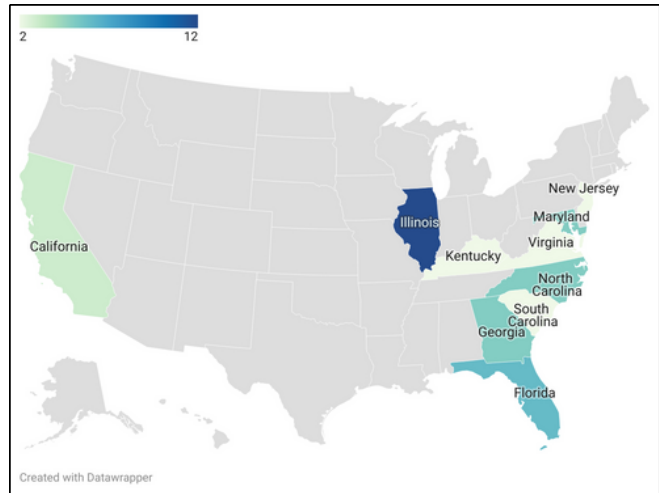 2 12
New Jersey
Maryland
Illinois
Virginia
California
Kentucky
North
Carolina
South
Carolina
Georgia
Florida
Created with Datawrapper